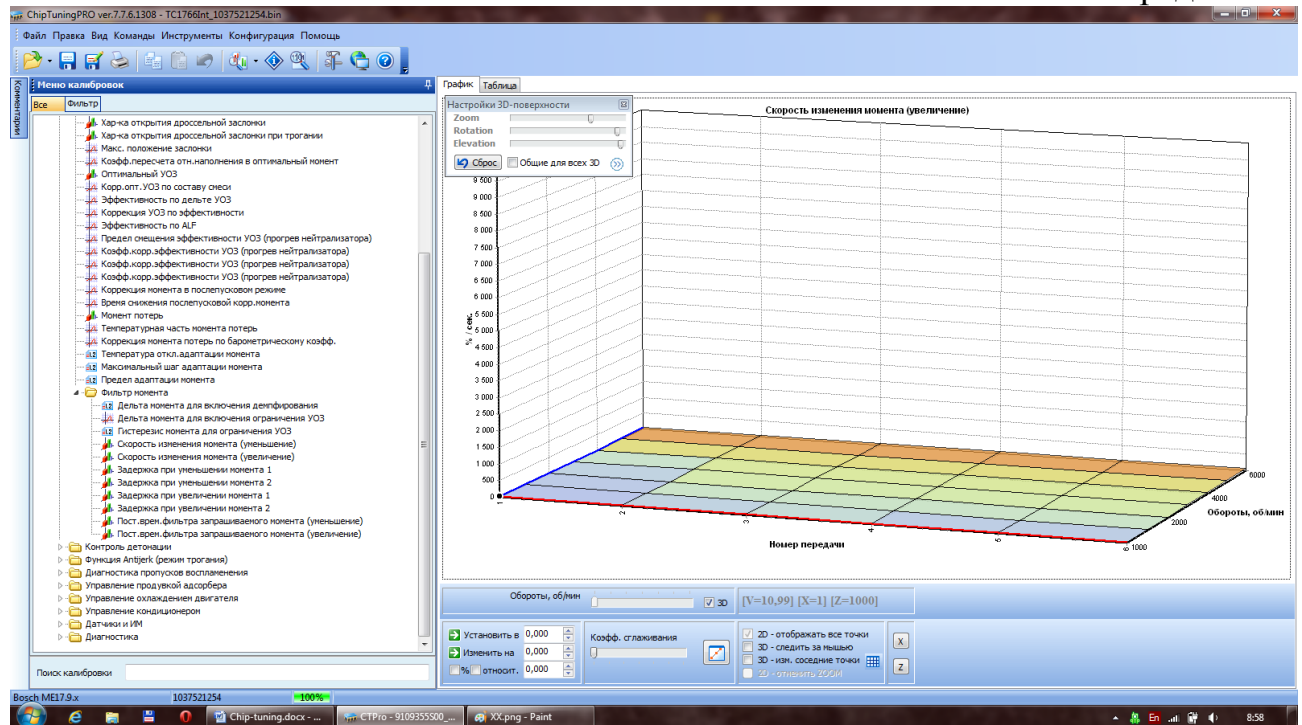 ChipTuningPRO ver.7.7.6.1308 - TC1766Int_1037521254.bin
Файл Правка Вид Команды Инструменты Конфигурация Помощь
Комментарии
Меню калибровок
Все Фильтр
Хар-ка открытия дроссельной заслонки
Хар-ка открытия дроссельной заслонки при трогании
Макс. положение заслонки
Коэфф.пересчета отн.наполнения в оптимальный момент
Оптимальный УОЗ
Корр.опт.УОЗ по составу смеси
Эффективность по дельте УОЗ
Коррекция УОЗ по эффективности
Эффективность по ALF
Предел смещения эффективности УОЗ (прогрев нейтрализатора)
Коэфф.корр.эффективности УОЗ (прогрев нейтрализатора)
Коэфф.корр.эффективности УОЗ (прогрев нейтрализатора)
Коэфф.корр.эффективности УОЗ (прогрев нейтрализатора)
Коррекция момента в послепусковом режиме
Время снижения послепусковой корр.момента
Момент потерь
Температурная часть момента потерь
Коррекция момента потерь по барометрическому коэфф.
Температура откл.адаптации момента
Максимальный шаг адаптации момента
Предел адаптации момента
Фильтр момента
Дельта момента для включения демпфирования
Дельта момента для включения ограничения УОЗ
Гистерезис момента для ограничения УОЗ
Скорость изменения момента (уменьшение)
Скорость изменения момента (увеличение)
Задержка при уменьшении момента 1
Задержка при уменьшении момента 2
Задержка при увеличении момента 1
Задержка при увеличении момента 2
Пост.врем.фильтра запрашиваемого момента (уменьшение)
Пост.врем.фильтра запрашиваемого момента (увеличение)
Контроль детонации
Функция Antijerk (режим трогания)
Диагностика пропусков воспламенения
Управление продувкой адсорбера
Управление охлаждением двигателя
Управление кондиционером
Датчики и ИМ
Диагностика
Поиск калибровки
График Таблица
Настройки 3D-поверхности
Zoom
Rotation
Elevation
Сброс Общие для всех 3D
Скорость изменения момента (увеличение)
9 500
9 000
8 500
8 000
7 500
7 000
6 500
6 000
5 500
5 000
4 500
4 000
3 500
3 000
2 500
2 000
1 500
1 000
500
0
% / сек.
1 2 3 4 5 6
Номер передачи
1000 2000 4000 6000
Обороты, об/мин
Обороты, об/мин 3D [V=10,99] [X=1] [Z=1000]
Установить в 0,000
Изменить на 0,000
% относит. 0,000
Коэфф. сглаживания
2D - отображать все точки
3D - следить за мышью
3D - изм. соседние точки
2D - отменить ZOOM
X
Z
Bosch ME17.9.x 1037521254 100%
Chip-tuning.docx - ... CTPro - 9109355S00_... XX.png - Paint En 8:58